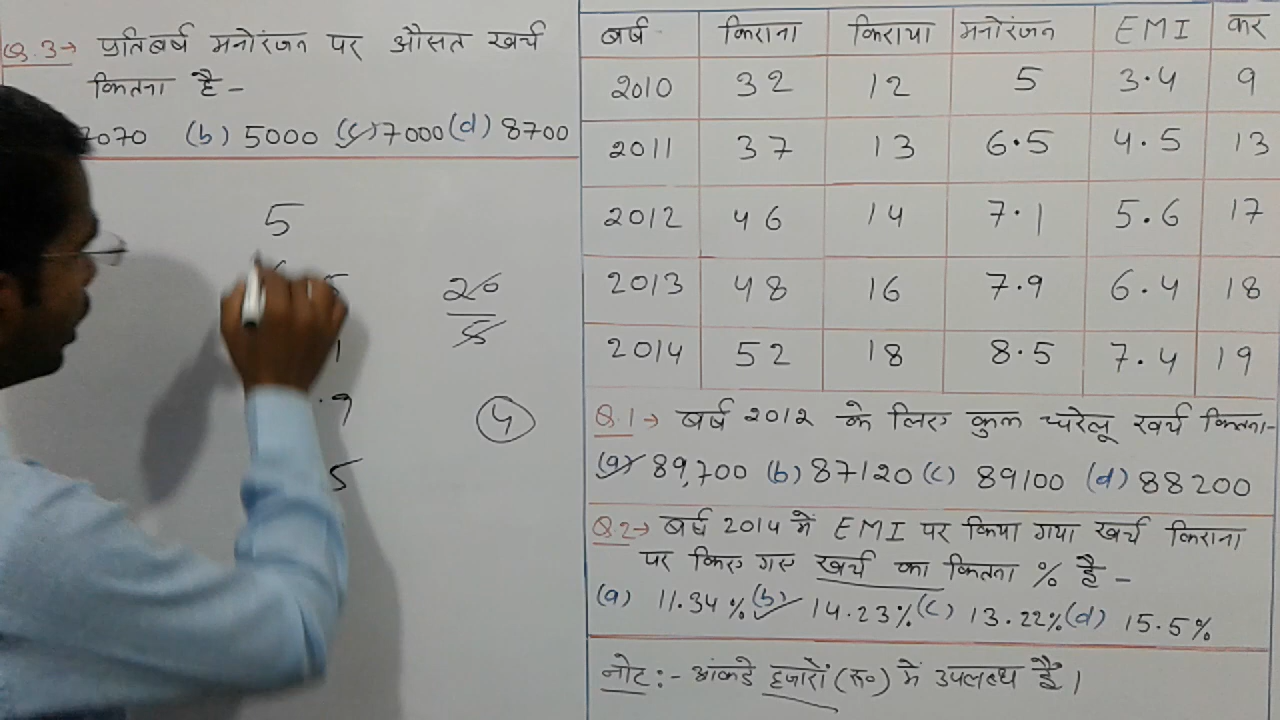 Q.3→ प्रतिबर्ष मनोरंजन पर औसत खर्च
कितना है -
2070 (b) 5000 (c) 7000 (d) 8700
5
5
1
.9
5
26
5
4
बर्ष किराना किराया मनोरंजन EMI कर
2010 32 12 5 3.4 9
2011 37 13 6.5 4.5 13
2012 46 14 7.1 5.6 17
2013 48 16 7.9 6.4 18
2014 52 18 8.5 7.4 19
Q.1→ बर्ष 2012 के लिए कुल घरेलू खर्च कितना-
(a) 89,700 (b) 87120 (c) 89100 (d) 88200
Q.2→ बर्ष 2014 में EMI पर किया गया खर्च किराना
पर किए गए खर्च का कितना % है -
(a) 11.34% (b) 14.23% (c) 13.22% (d) 15.5%
नोट :- आंकडे हजारों (रू०) में उपलब्ध हैं।